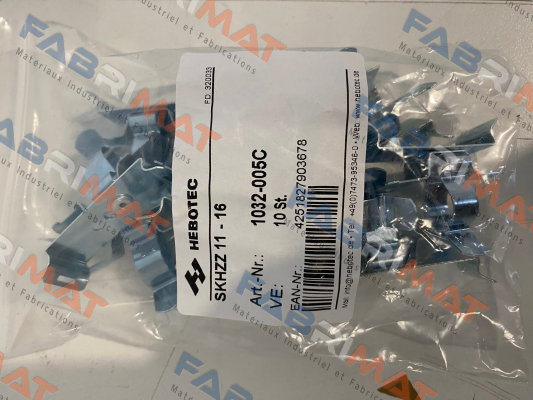 HEBOTEC
SKHZZ 11 - 16
Art.-Nr.: 1032-005C
VE: 10 St.
EAN-Nr.: 4251827903678
Mail: info@hebotec.de • Tel.: +49(0)7473-95346-0 • Web: www.hebotec.de
FD: 320033
FABRIMAT
Matériaux Industriel et Fabrications